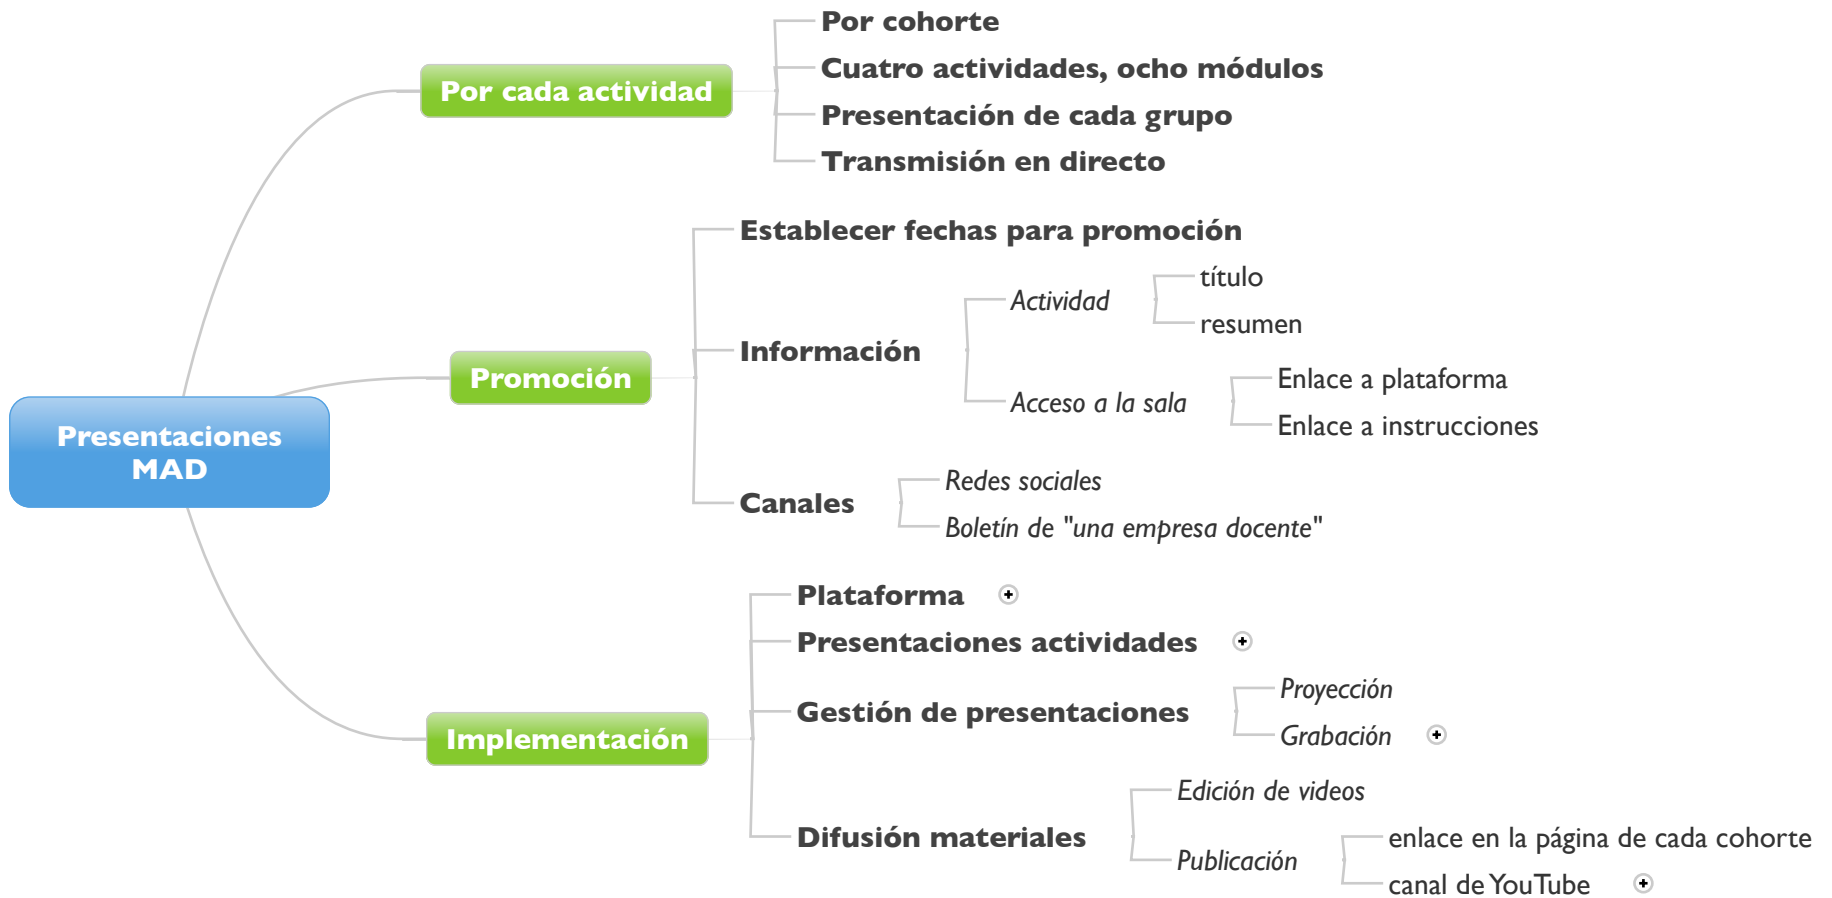 Presentaciones
MAD
Por cada actividad
Por cohorte
Cuatro actividades, ocho módulos
Presentación de cada grupo
Transmisión en directo
Promoción
Establecer fechas para promoción
Información
Actividad
título
resumen
Acceso a la sala
Enlace a plataforma
Enlace a instrucciones
Canales
Redes sociales
Boletín de "una empresa docente"
Implementación
Plataforma
Presentaciones actividades
Gestión de presentaciones
Proyección
Grabación
Difusión materiales
Edición de videos
Publicación
enlace en la página de cada cohorte
canal de YouTube